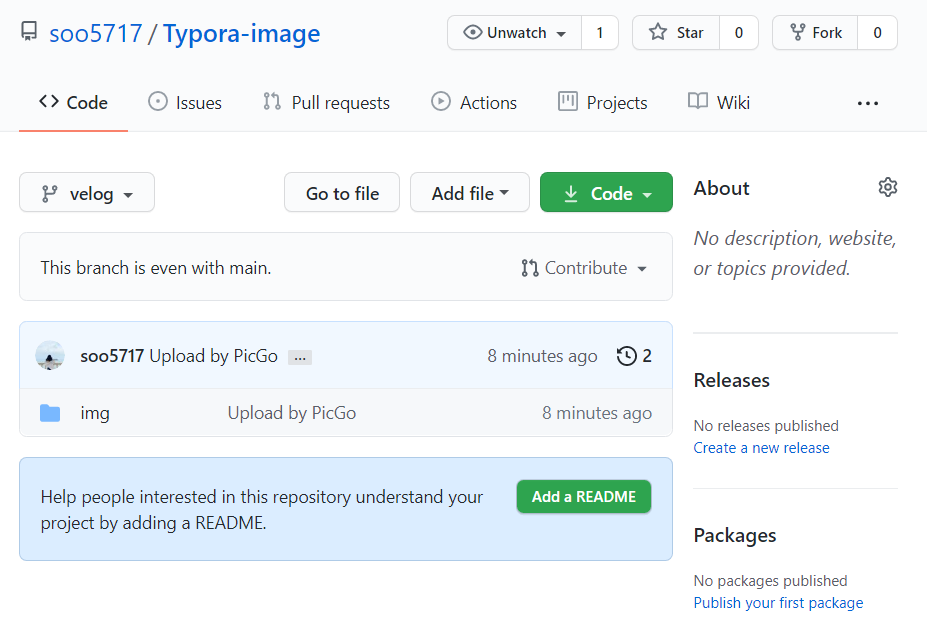 soo5717 / Typora-image
Unwatch 1
Star 0
Fork 0
Code
Issues
Pull requests
Actions
Projects
Wiki
...
velog
Go to file
Add file
Code
This branch is even with main.
Contribute
soo5717 Upload by PicGo ... 8 minutes ago 2
img Upload by PicGo 8 minutes ago
Help people interested in this repository understand your
project by adding a README.
Add a README
About
No description, website,
or topics provided.
Releases
No releases published
Create a new release
Packages
No packages published
Publish your first package